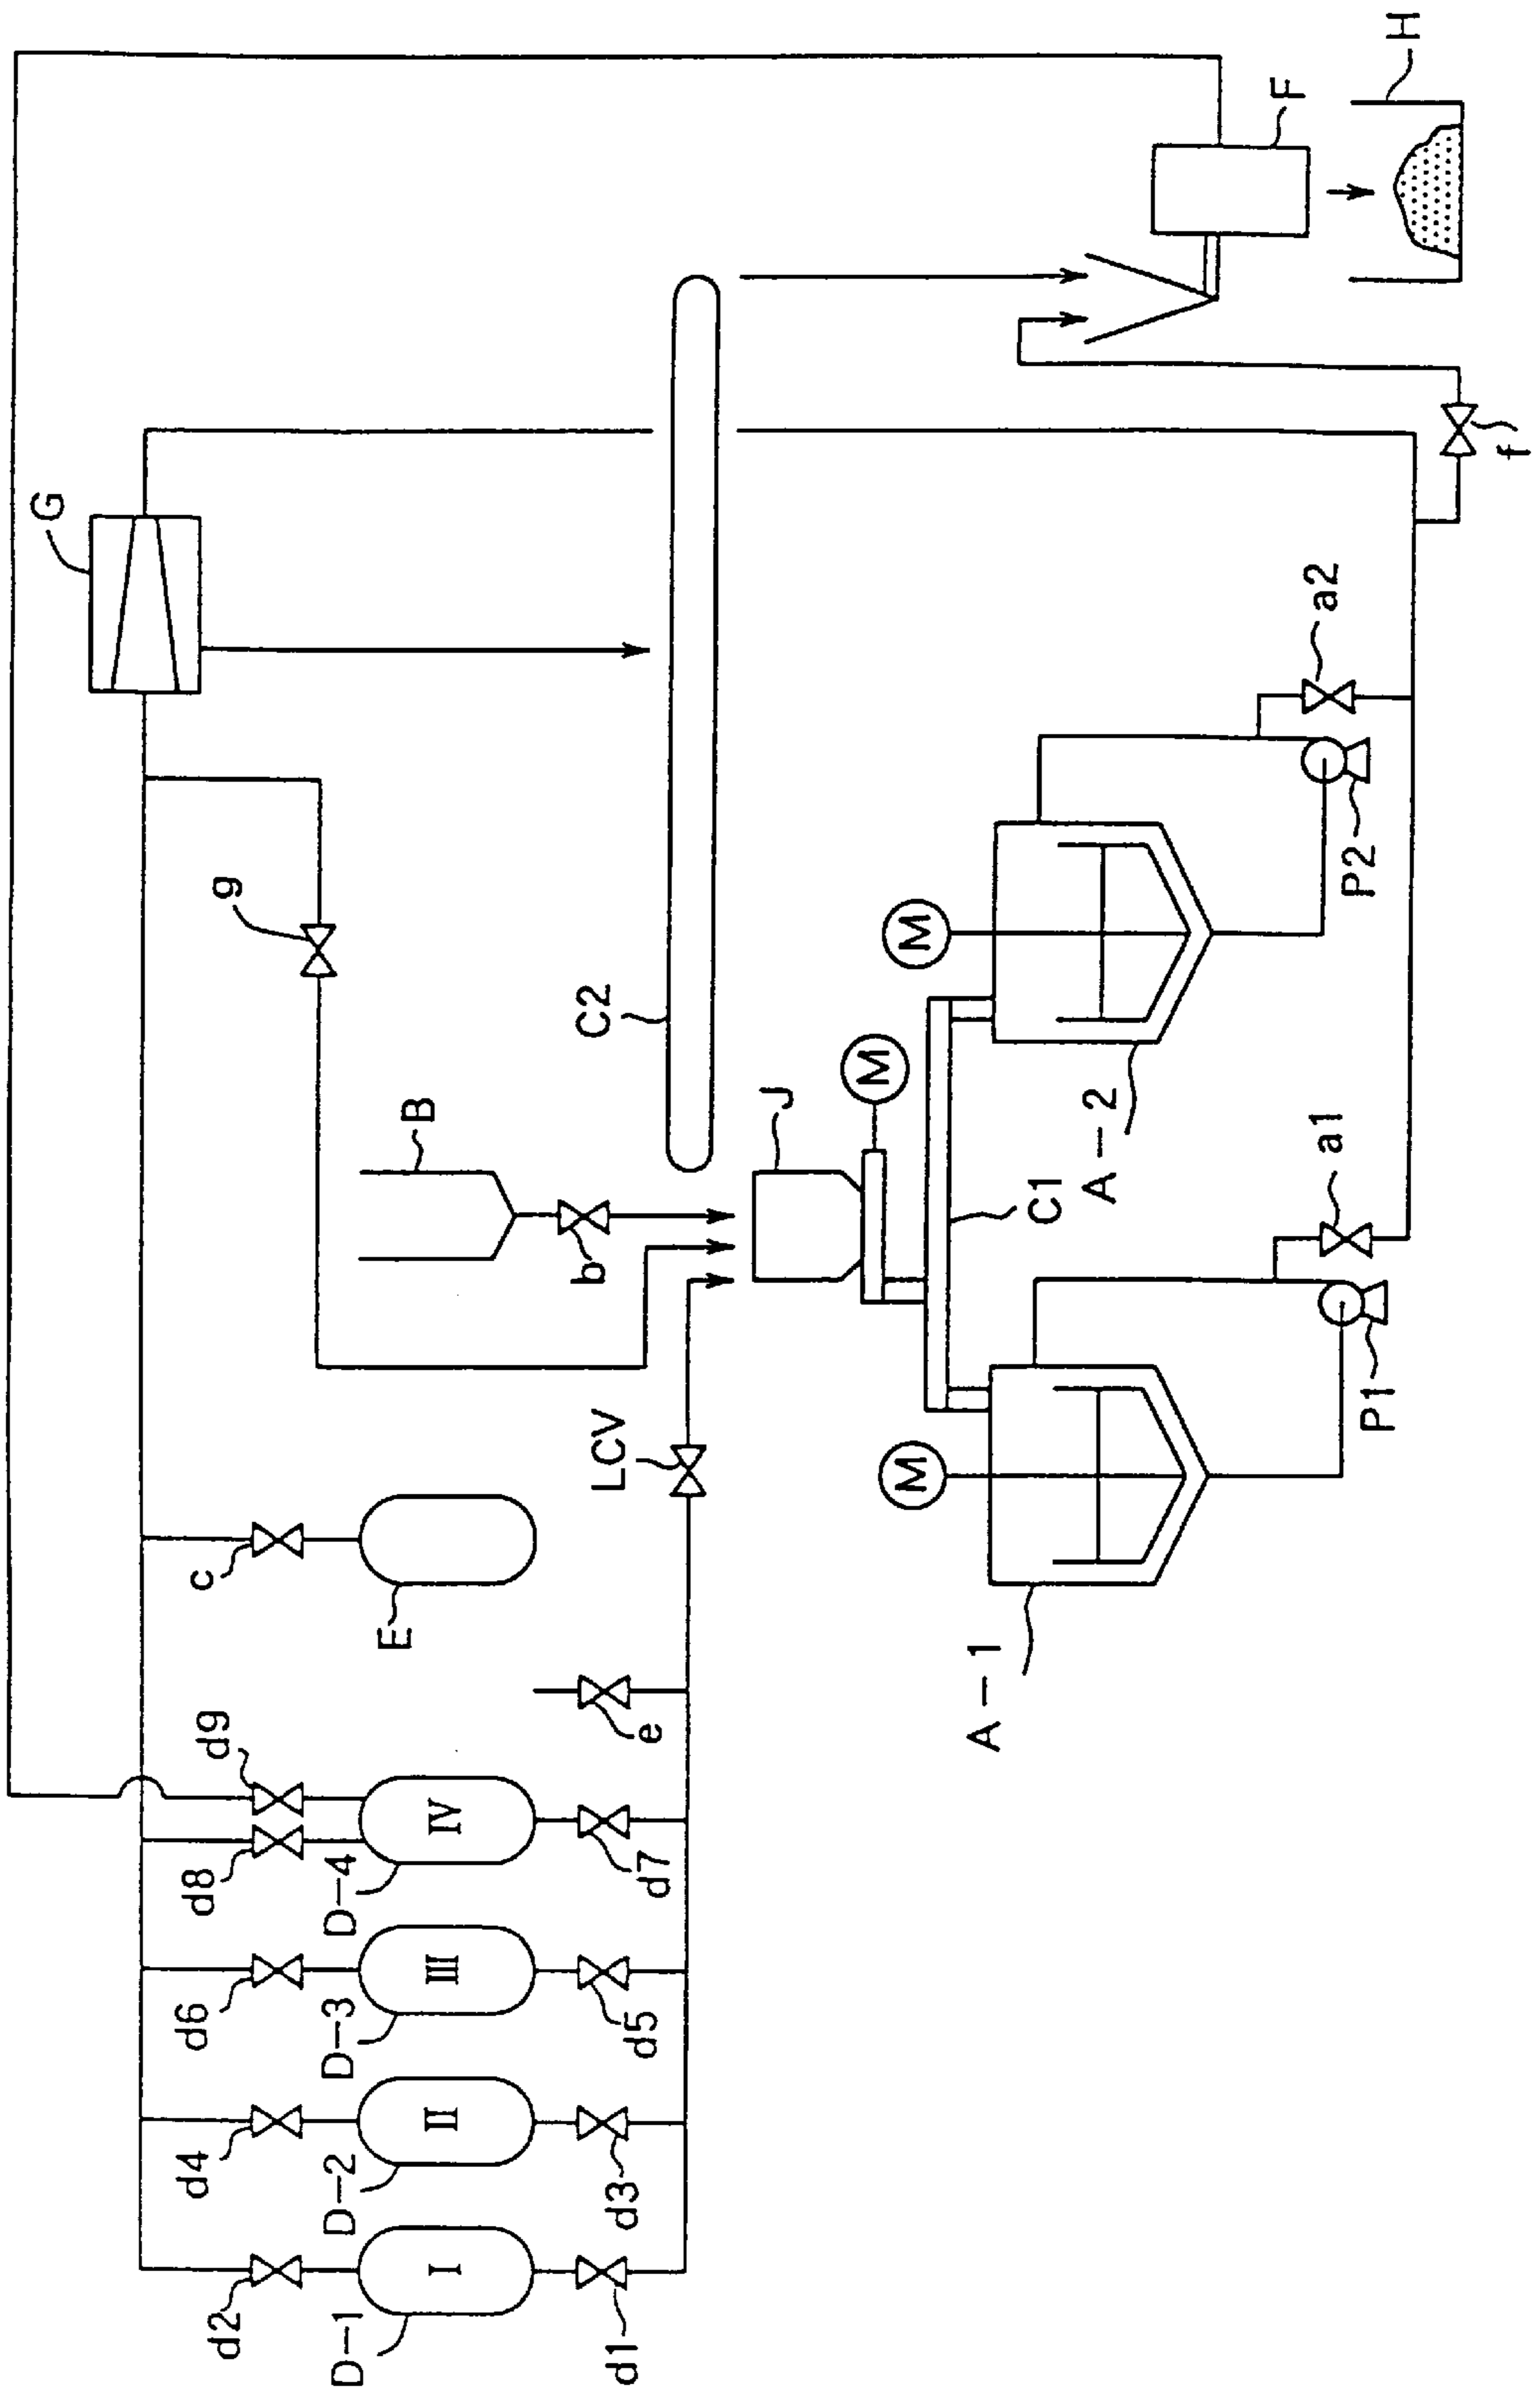 G
g
B
C2
J
M
b
LCV
c
E
e
d9
d8
D-4
IV
d7
d6
D-3
III
d5
d4
D-2
II
d3
d2
D-1
I
d1
M
A-1
P1
a1
C1
M
A-2
P2
a2
f
F
H